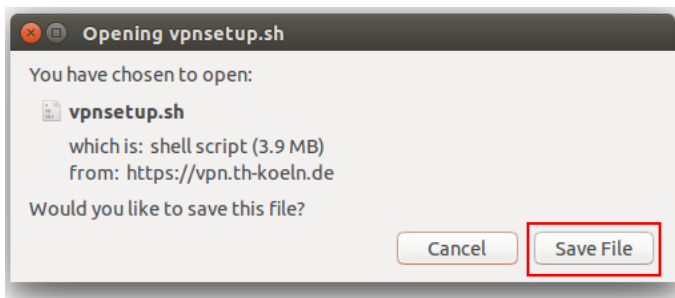 Opening vpnsetup.sh
You have chosen to open:
vpnsetup.sh
which is: shell script (3.9 MB)
from: https://vpn.th-koeln.de
Would you like to save this file?
Cancel
Save File